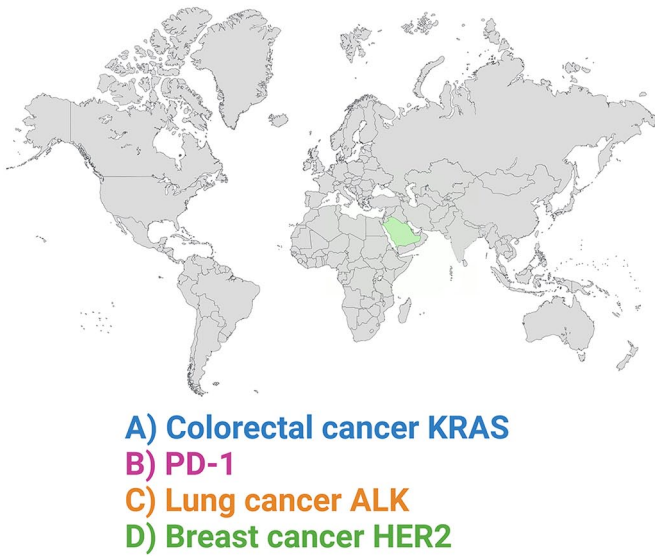 A) Colorectal cancer KRAS
B) PD-1
C) Lung cancer ALK
D) Breast cancer HER2